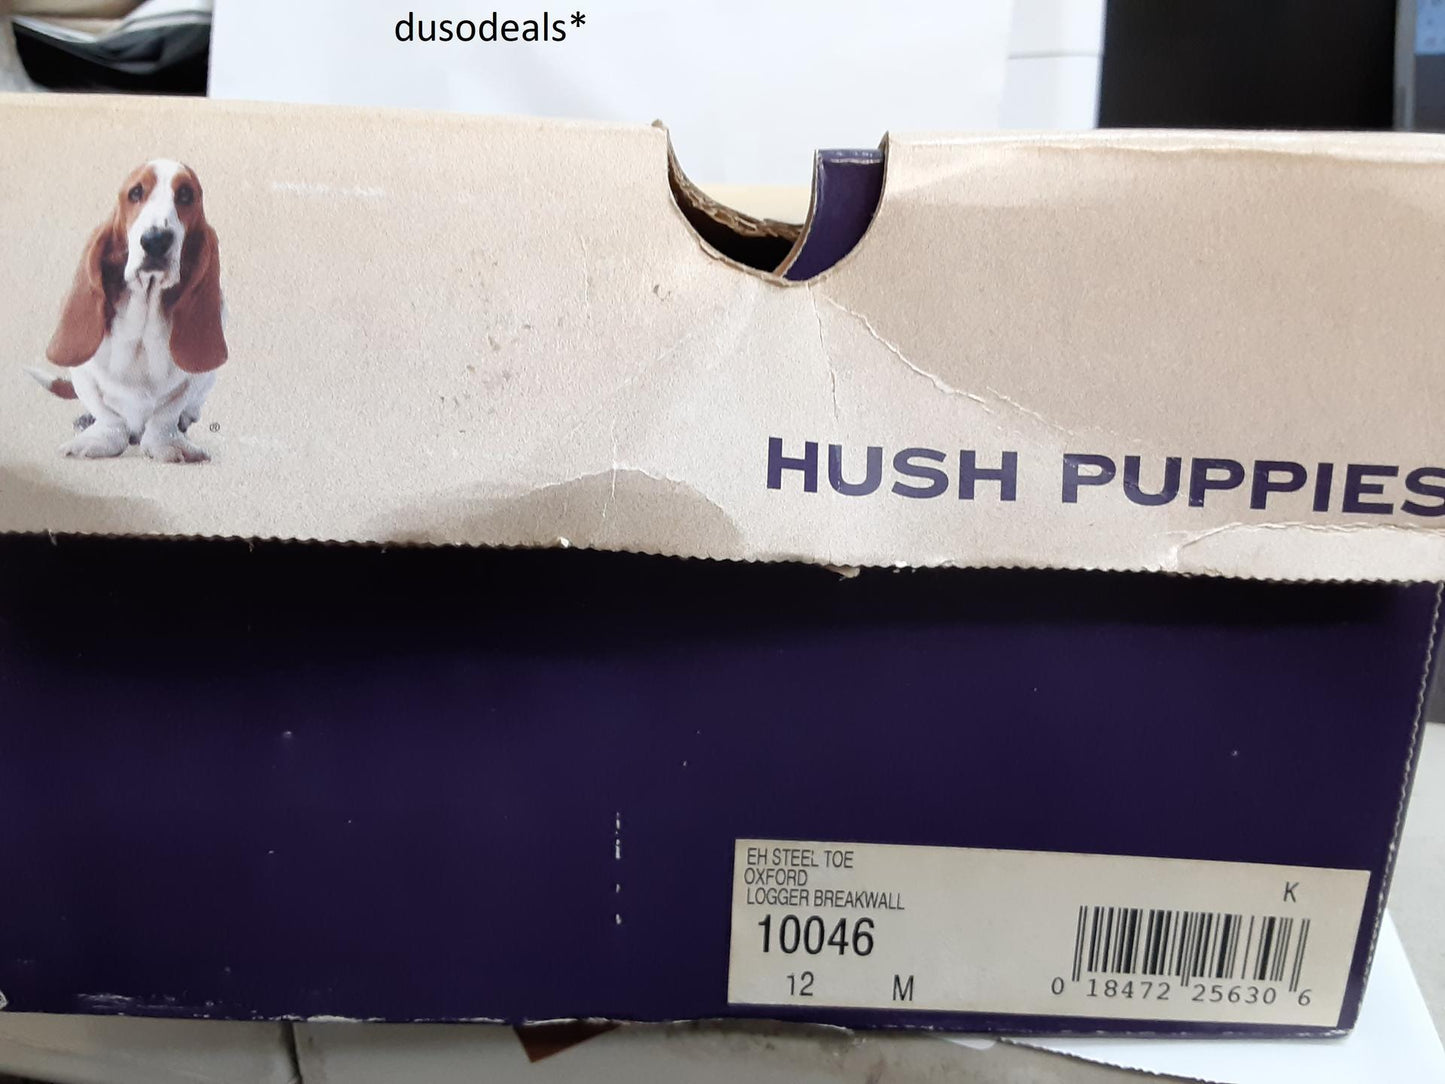 dusodeals*
®
HUSH PUPPIES
EH STEEL TOE
OXFORD
LOGGER BREAKWALL
K
10046
12 M
0 18472 25630 6